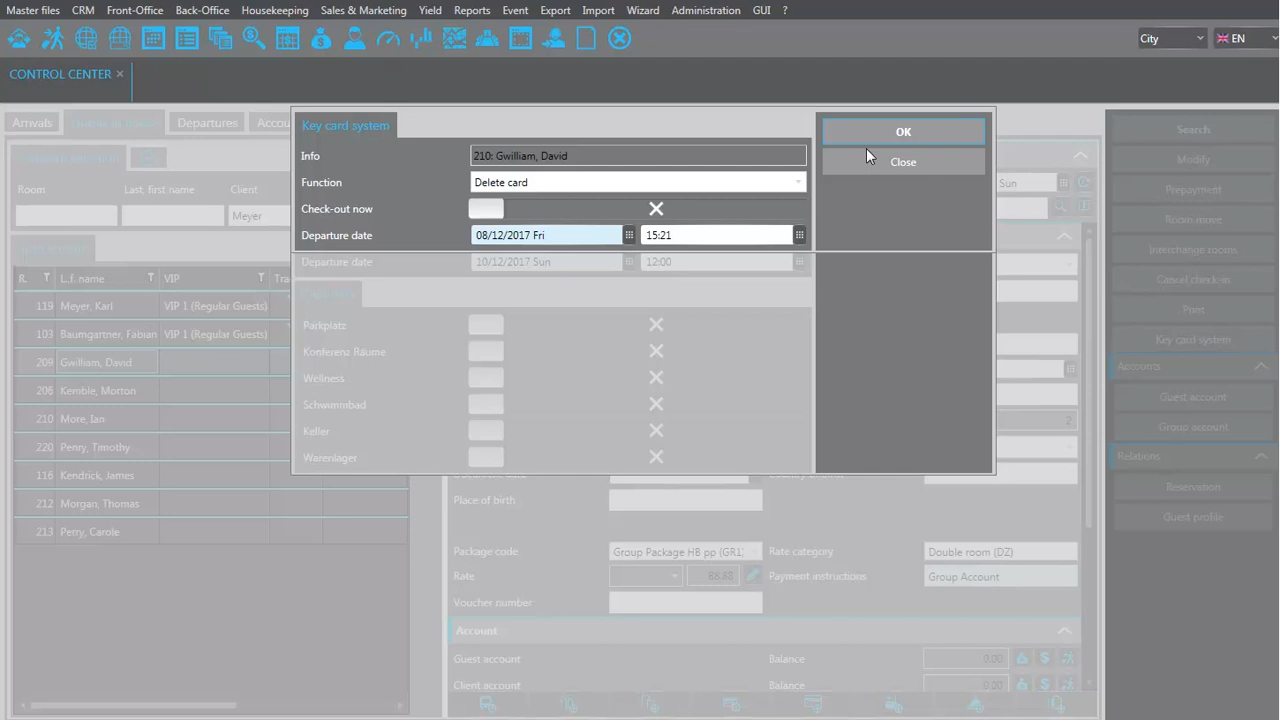 Master files CRM Front-Office Back-Office Housekeeping Sales & Marketing Yield Reports Event Export Import Wizard Administration GUI ?
City EN
CONTROL CENTER ×
Arrivals Departures
Key card system
OK
Close
Info 210: Gwilliam, David
Function Delete card
Check-out now
Departure date 08/12/2017 Fri 15:21
Departure date 10/12/2017 Sun 12:00
Parkplatz
Konferenz Räume
Wellness
Schwimmbad
Keller
Warenlager
Room Last, first name Client
Meyer
R. L.f. name VIP
119 Meyer, Karl VIP 1 (Regular Guests)
103 Baumgartner, Fabian VIP 1 (Regular Guests)
209 Gwilliam, David
206 Kemble, Morton
210 More, Ian
220 Penry, Timothy
116 Kendrick, James
212 Morgan, Thomas
213 Perry, Carole
Sun
2
Place of birth
Package code Group Package HB pp (GR1) Rate category Double room (DZ)
Rate 88.88 Payment instructions Group Account
Voucher number
Account
Guest account Balance 0.00
Client account Balance 0.00
Search
Modify
Prepayment
Room move
Interchange rooms
Cancel check-in
Print
Key card system
Accounts
Guest account
Group account
Relations
Reservation
Guest profile